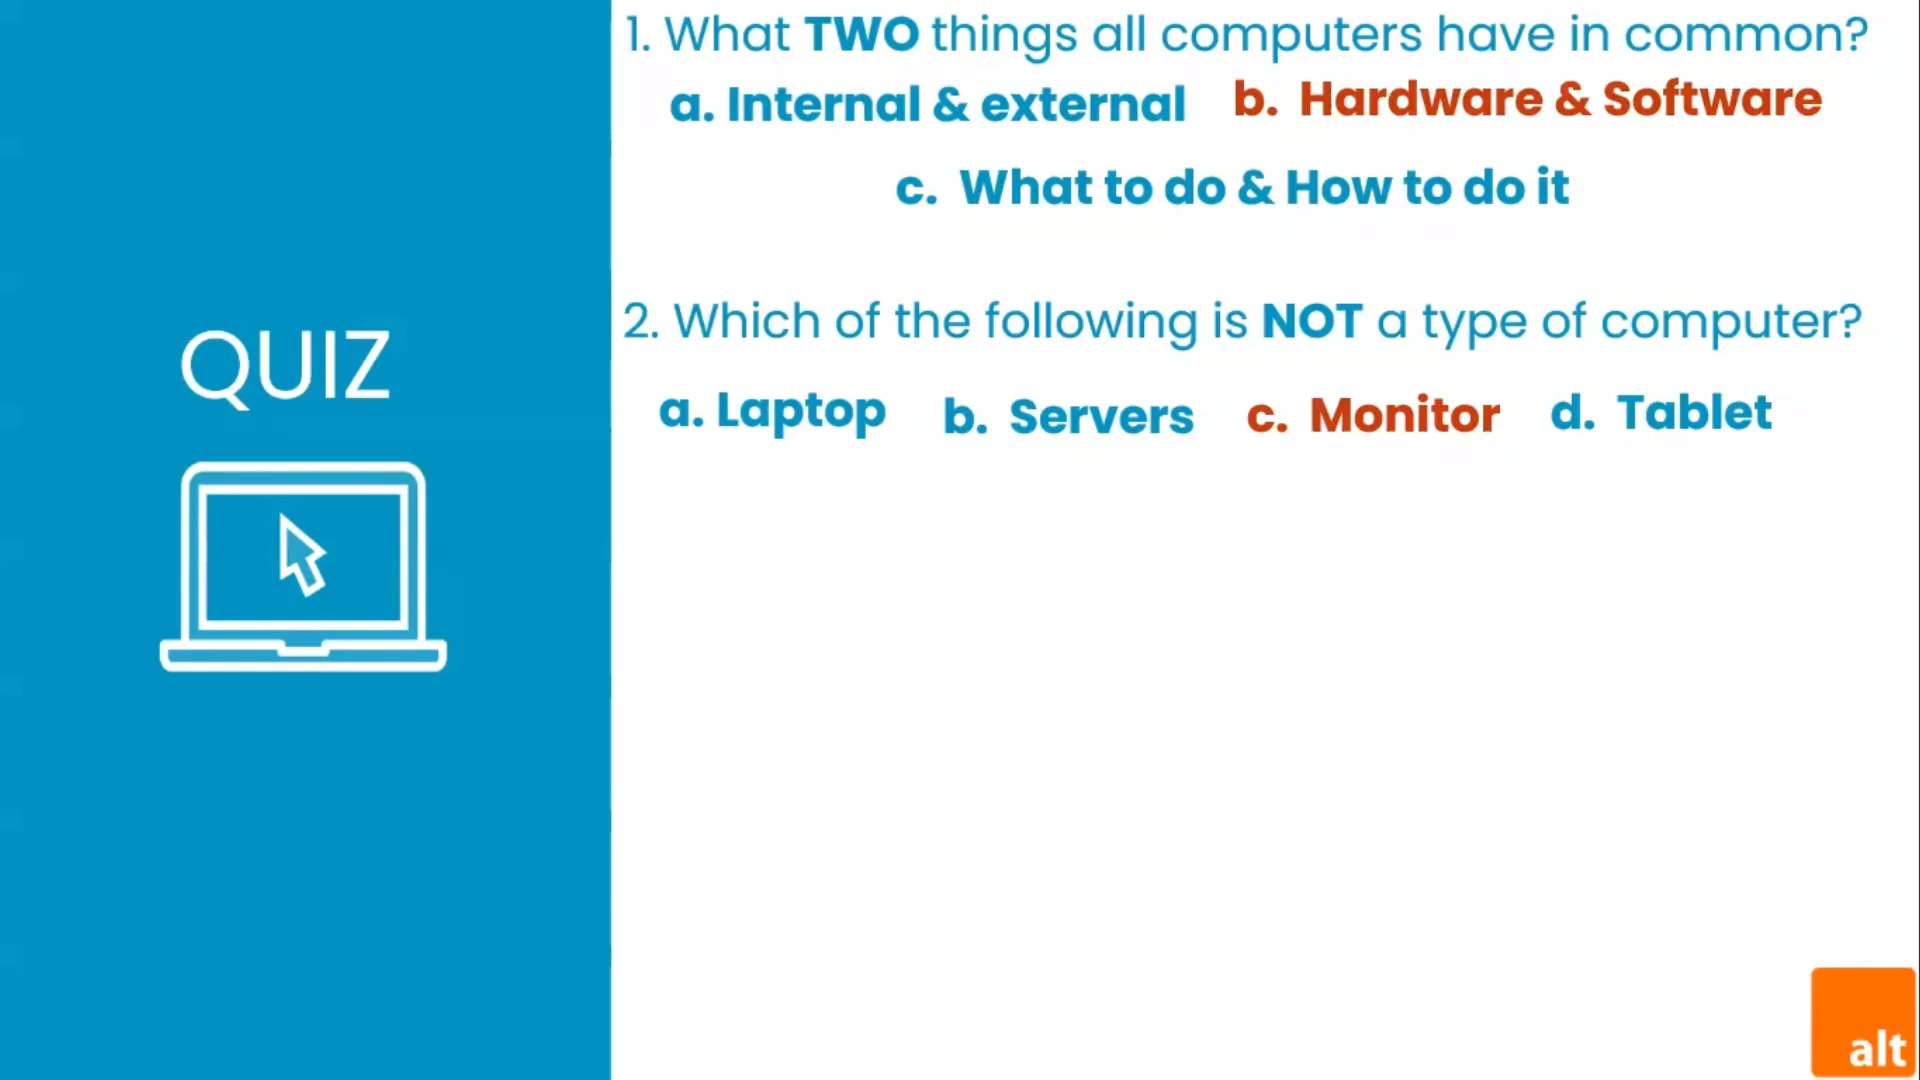 QUIZ
1. What TWO things all computers have in common?
a. Internal & external b. Hardware & Software
c. What to do & How to do it
2. Which of the following is NOT a type of computer?
a. Laptop b. Servers c. Monitor d. Tablet
alt